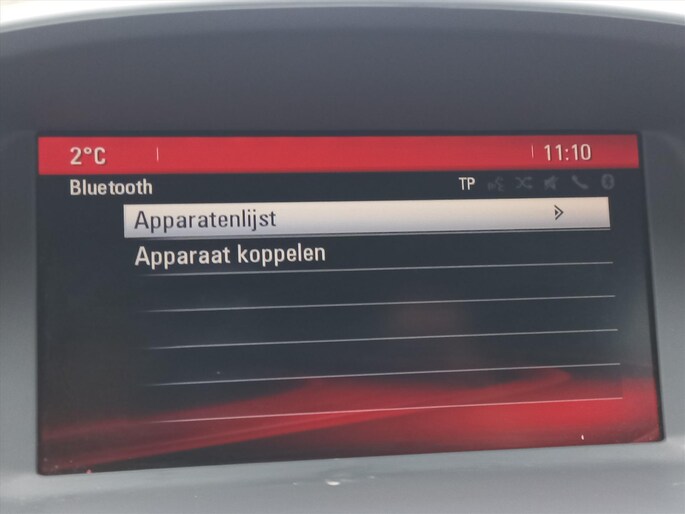 2°C 11:10
Bluetooth TP
Apparatenlijst
Apparaat koppelen